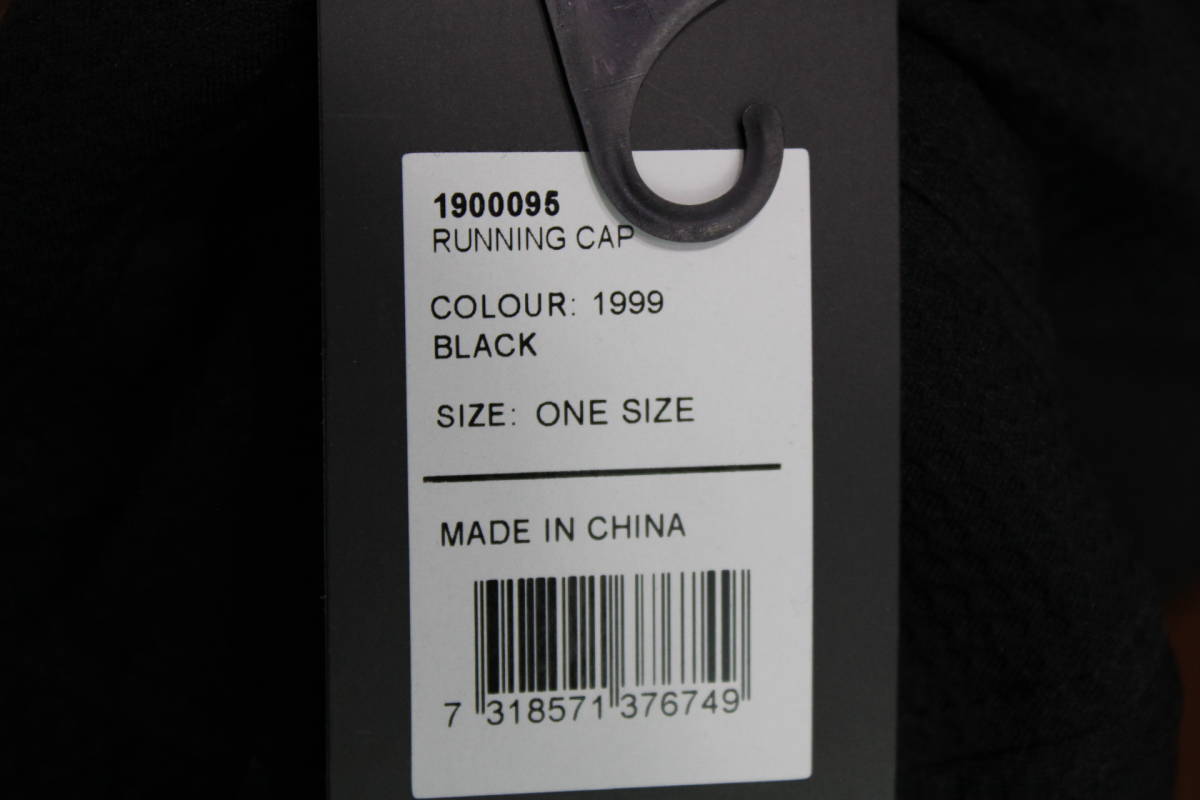 1900095
RUNNING CAP
COLOUR: 1999
BLACK
SIZE: ONE SIZE
MADE IN CHINA
7 318571 376749